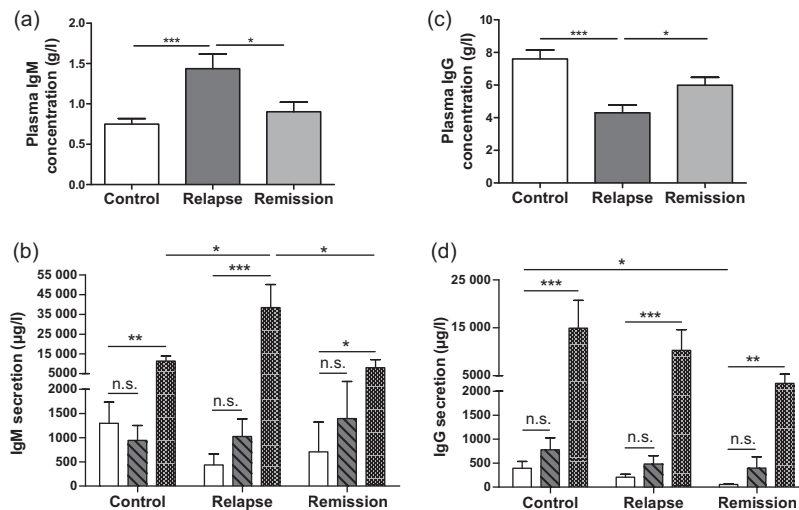 (a)
Plasma IgM
concentration (g/l)
2.0
1.5
1.0
0.5
0.0
***
*
Control
Relapse
Remission
(c)
Plasma IgG
concentration (g/l)
10
8
6
4
2
0
***
*
Control
Relapse
Remission
(b)
IgM secretion (µg/l)
55 000
45 000
35 000
25 000
15 000
5000
2000
1500
1000
500
0
*
*
**
***
*
n.s.
n.s.
n.s.
Control
Relapse
Remission
(d)
IgG secretion (µg/l)
25 000
15 000
5000
2000
1500
1000
500
0
*
***
***
**
n.s.
n.s.
n.s.
Control
Relapse
Remission